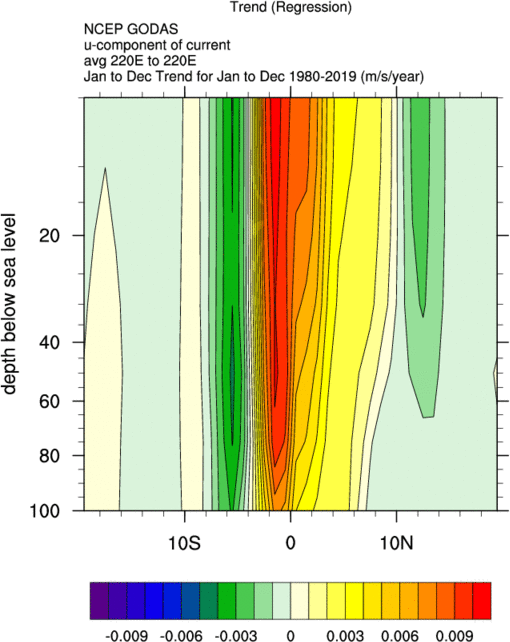 Trend (Regression)
NCEP GODAS
u-component of current
avg 220E to 220E
Jan to Dec Trend for Jan to Dec 1980-2019 (m/s/year)
depth below sea level
20
40
60
80
100
10S 0 10N
-0.009 -0.006 -0.003 0 0.003 0.006 0.009